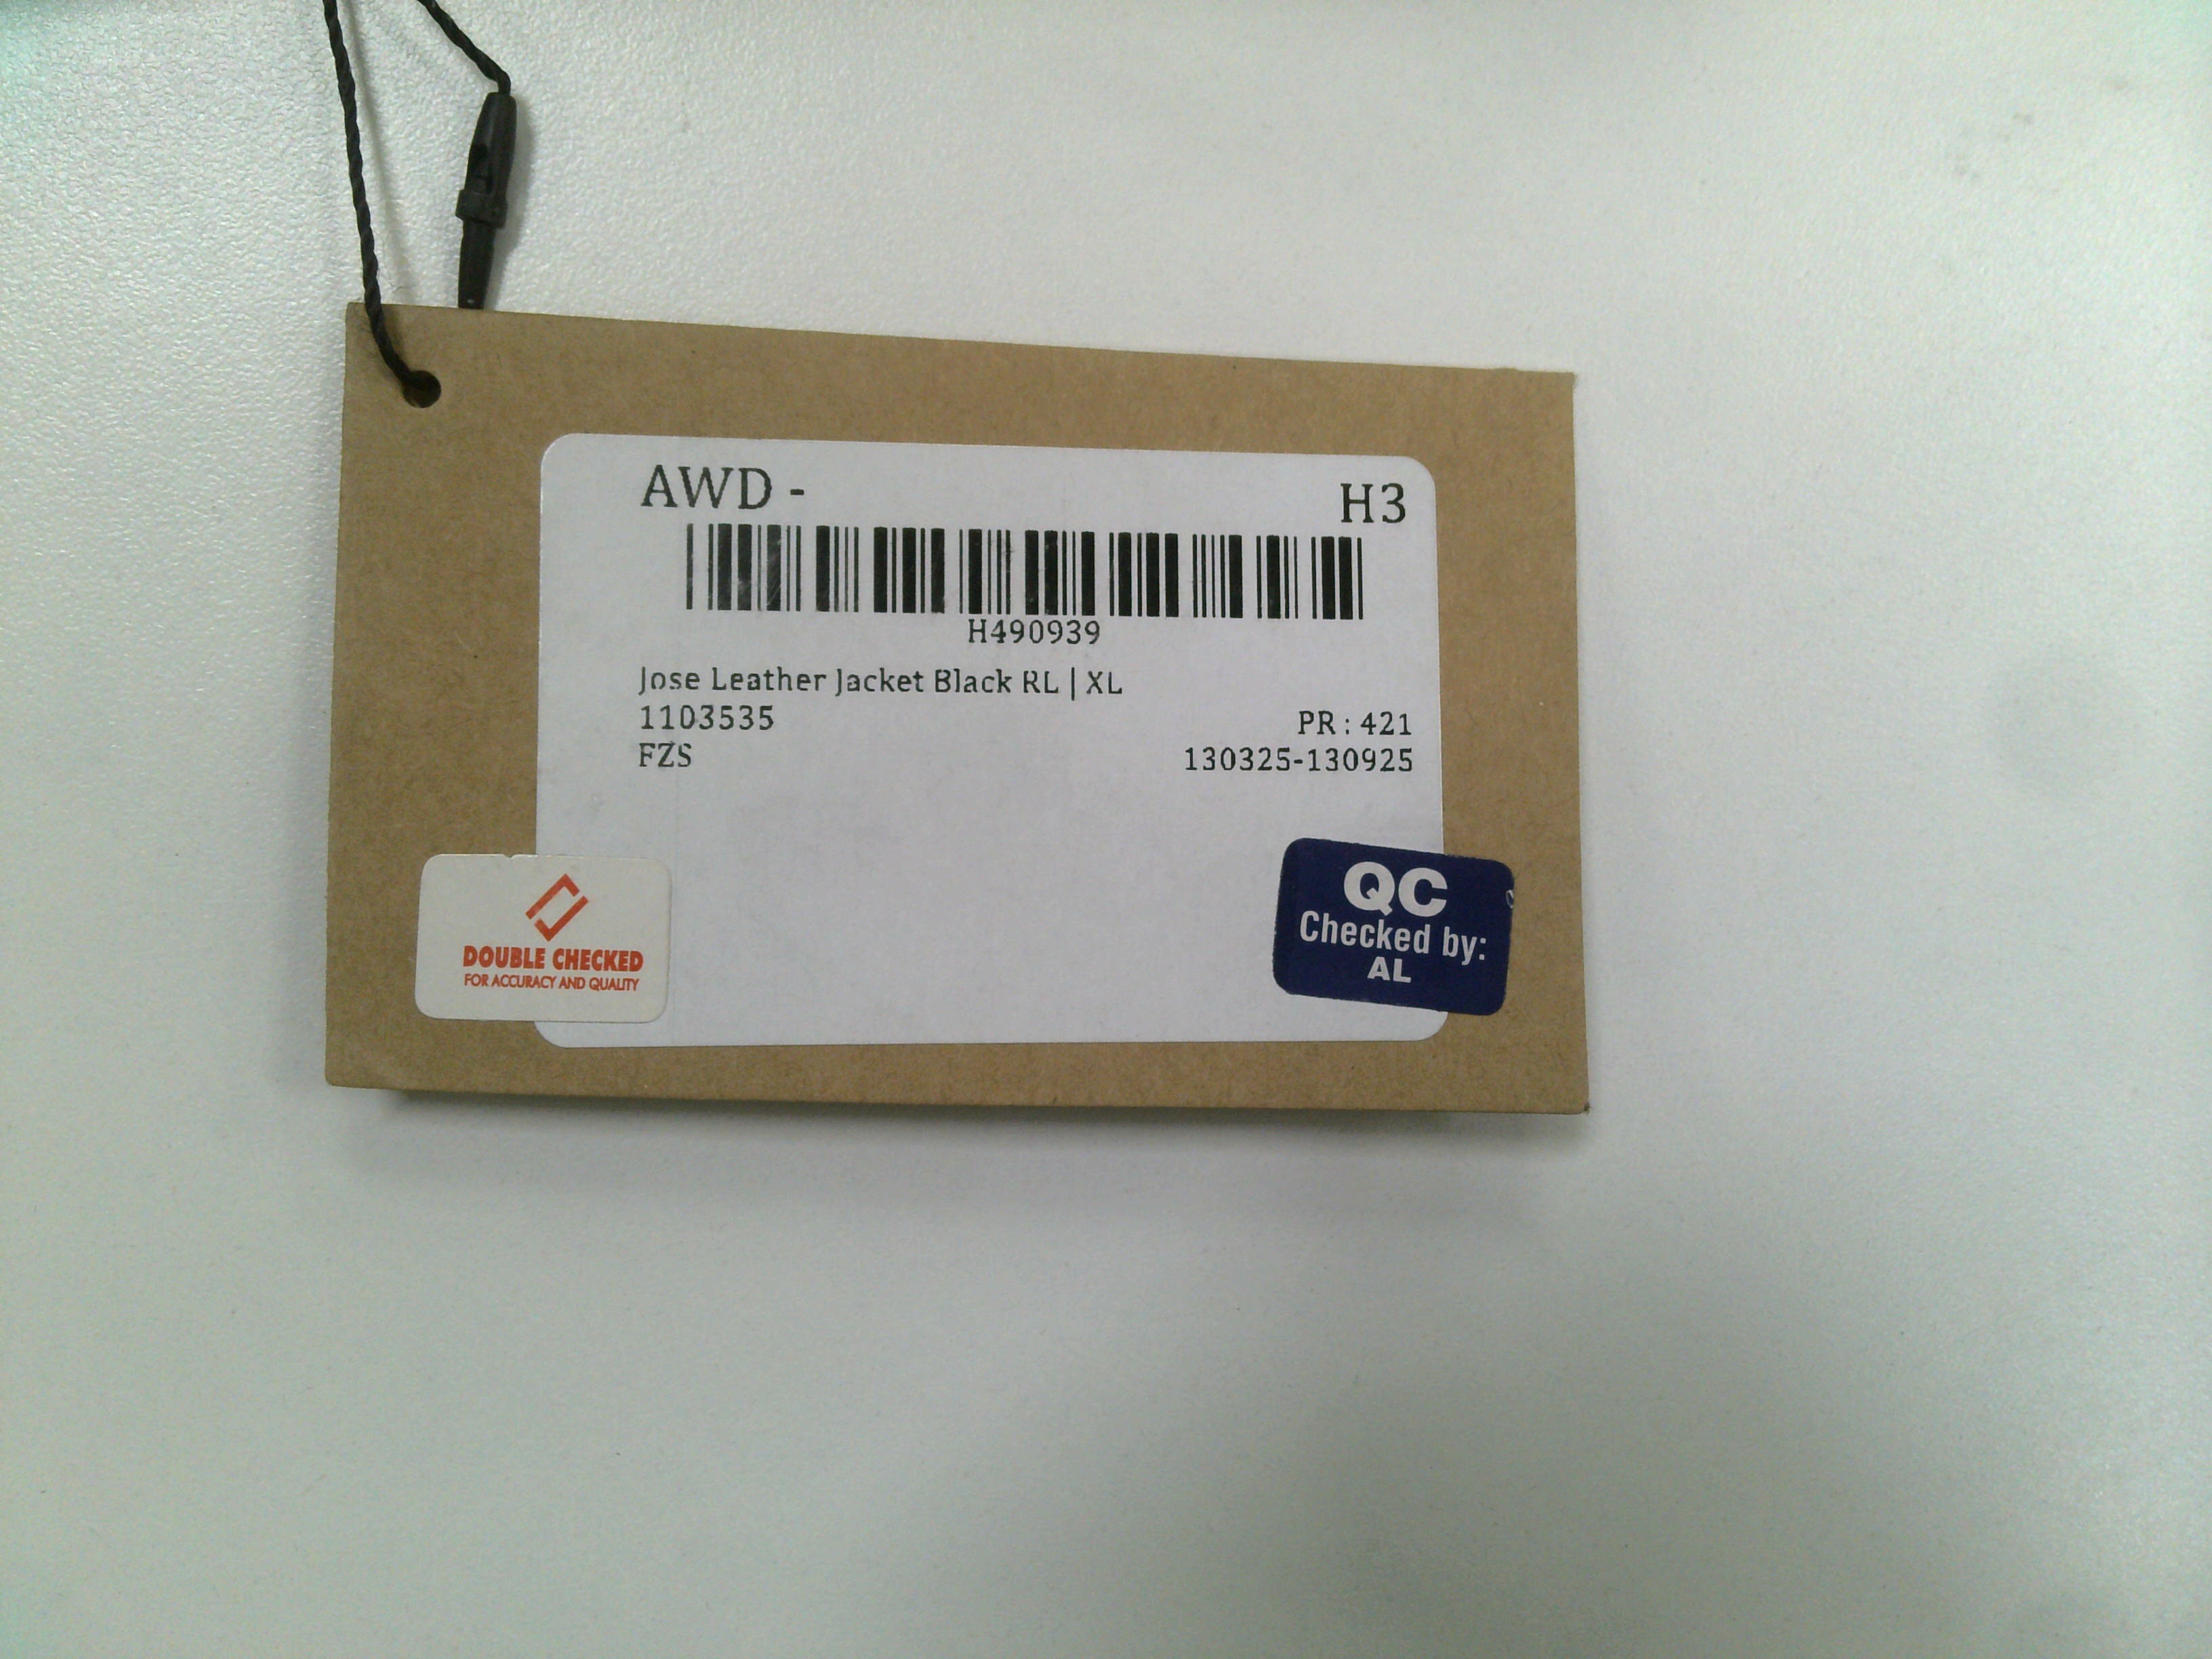 AWD - H3
H490939
Jose Leather Jacket Black RL | XL
1103535 PR : 421
FZS 130325-130925
DOUBLE CHECKED
FOR ACCURACY AND QUALITY
QC
Checked by:
AL